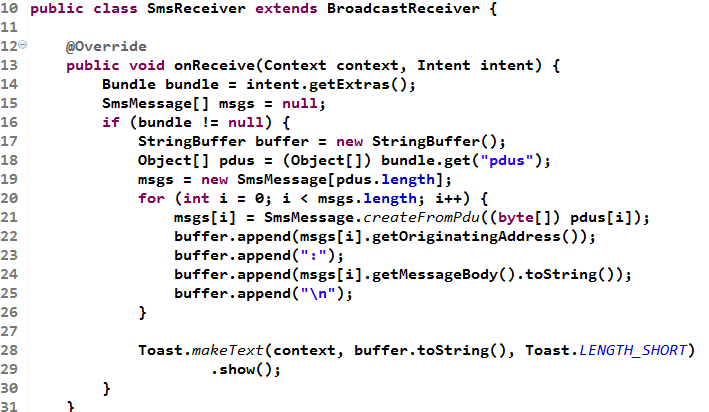 10 public class SmsReceiver extends BroadcastReceiver {
11
12    @Override
13    public void onReceive(Context context, Intent intent) {
14        Bundle bundle = intent.getExtras();
15        SmsMessage[] msgs = null;
16        if (bundle != null) {
17            StringBuffer buffer = new StringBuffer();
18            Object[] pdus = (Object[]) bundle.get("pdus");
19            msgs = new SmsMessage[pdus.length];
20            for (int i = 0; i < msgs.length; i++) {
21                msgs[i] = SmsMessage.createFromPdu((byte[]) pdus[i]);
22                buffer.append(msgs[i].getOriginatingAddress());
23                buffer.append(":");
24                buffer.append(msgs[i].getMessageBody().toString());
25                buffer.append("\n");
26            }
27
28            Toast.makeText(context, buffer.toString(), Toast.LENGTH_SHORT)
29                    .show();
30        }
31    }